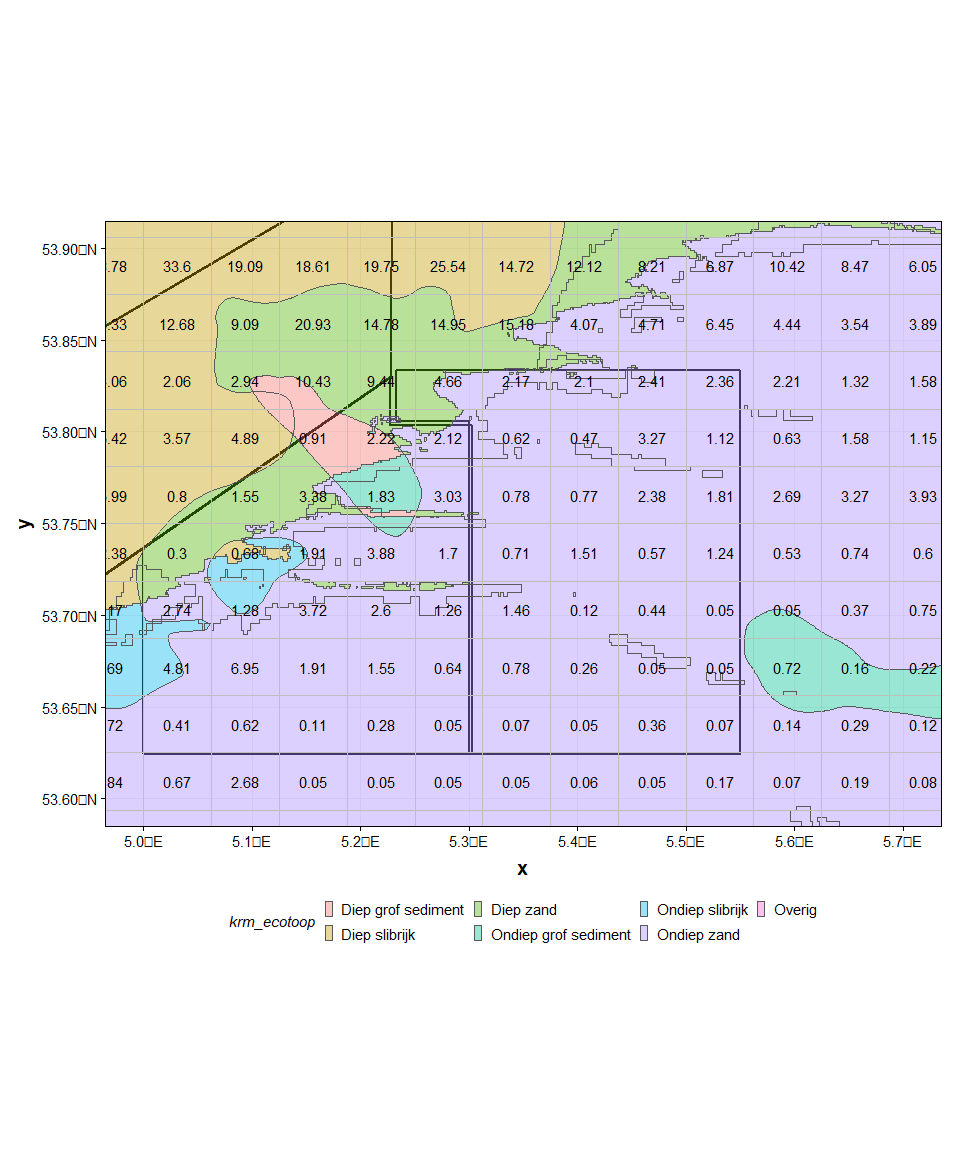 53.90□N
.78 33.6 19.09 18.61 19.75 25.54 14.72 12.12 8.21 6.87 10.42 8.47 6.05
.33 12.68 9.09 20.93 14.78 14.95 15.18 4.07 4.71 6.45 4.44 3.54 3.89
53.85□N
.06 2.06 2.94 10.43 9.44 4.66 2.17 2.1 2.41 2.36 2.21 1.32 1.58
53.80□N
.42 3.57 4.89 0.91 2.22 2.12 0.62 0.47 3.27 1.12 0.63 1.58 1.15
.99 0.8 1.55 3.38 1.83 3.03 0.78 0.77 2.38 1.81 2.69 3.27 3.93
y
53.75□N
.38 0.3 0.68 1.91 3.88 1.7 0.71 1.51 0.57 1.24 0.53 0.74 0.6
53.70□N
17 2.74 1.28 3.72 2.6 1.26 1.46 0.12 0.44 0.05 0.05 0.37 0.75
69 4.81 6.95 1.91 1.55 0.64 0.78 0.26 0.05 0.05 0.72 0.16 0.22
53.65□N
72 0.41 0.62 0.11 0.28 0.05 0.07 0.05 0.36 0.07 0.14 0.29 0.12
84 0.67 2.68 0.05 0.05 0.05 0.05 0.06 0.05 0.17 0.07 0.19 0.08
53.60□N
5.0□E 5.1□E 5.2□E 5.3□E 5.4□E 5.5□E 5.6□E 5.7□E
x
krm_ecotoop
Diep grof sediment Diep zand Ondiep slibrijk Overig
Diep slibrijk Ondiep grof sediment Ondiep zand